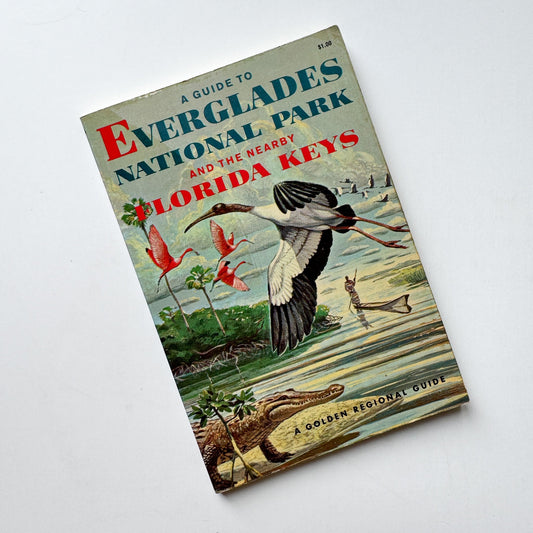 $1.00
A GUIDE TO
EVERGLADES
NATIONAL PARK
AND THE NEARBY
FLORIDA KEYS
A GOLDEN REGIONAL GUIDE